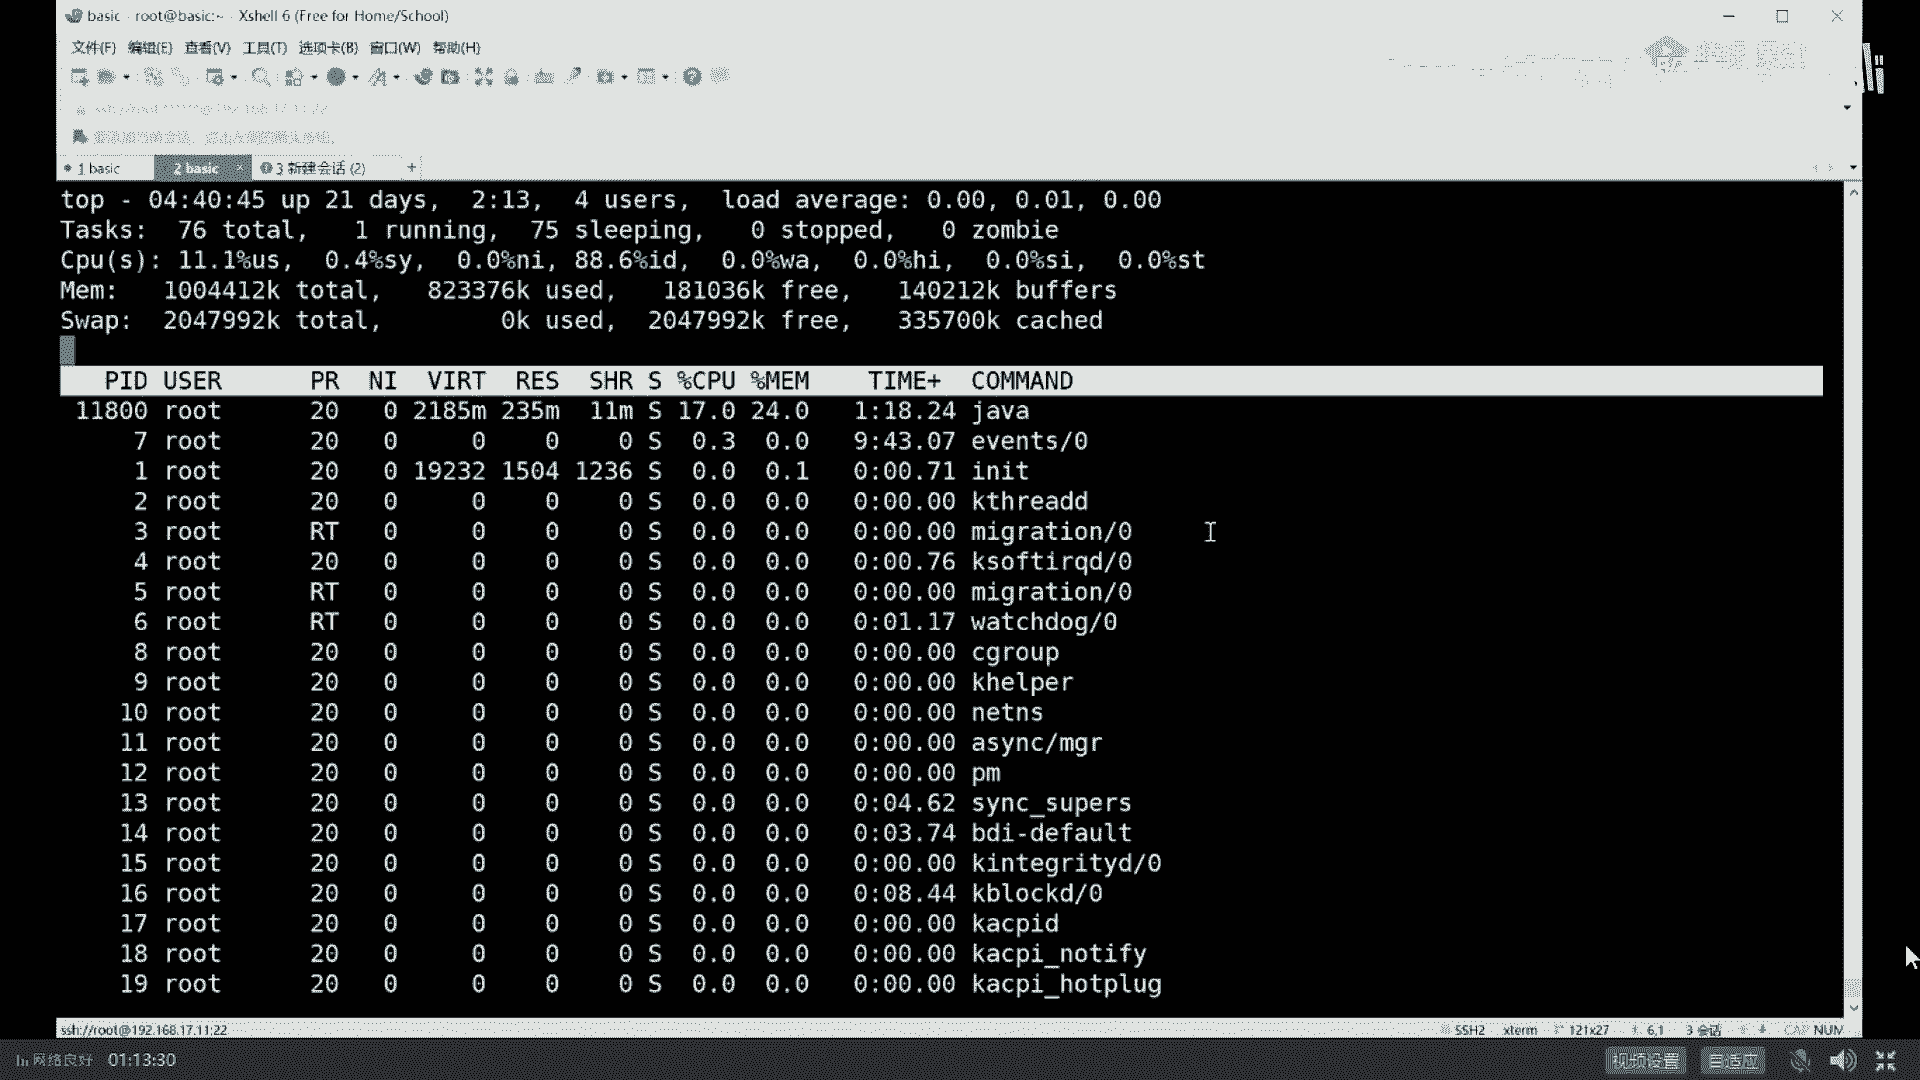 basic - root@basic:~ - Xshell 6 (Free for Home/School)
文件(F) 编辑(E) 查看(V) 工具(T) 选项卡(B) 窗口(W) 帮助(H)
1 basic 2 basic × 3 新建会话 (2) +
top - 04:40:45 up 21 days,  2:13,  4 users,  load average: 0.00, 0.01, 0.00
Tasks:  76 total,   1 running,  75 sleeping,   0 stopped,   0 zombie
Cpu(s): 11.1%us,  0.4%sy,  0.0%ni, 88.6%id,  0.0%wa,  0.0%hi,  0.0%si,  0.0%st
Mem:   1004412k total,   823376k used,   181036k free,   140212k buffers
Swap:  2047992k total,        0k used,  2047992k free,   335700k cached
PID USER      PR  NI  VIRT  RES  SHR S %CPU %MEM    TIME+  COMMAND
11800 root      20   0 2185m 235m  11m S 17.0 24.0   1:18.24 java
7 root      20   0     0    0    0 S  0.3  0.0   9:43.07 events/0
1 root      20   0 19232 1504 1236 S  0.0  0.1   0:00.71 init
2 root      20   0     0    0    0 S  0.0  0.0   0:00.00 kthreadd
3 root      RT   0     0    0    0 S  0.0  0.0   0:00.00 migration/0
4 root      20   0     0    0    0 S  0.0  0.0   0:00.76 ksoftirqd/0
5 root      RT   0     0    0    0 S  0.0  0.0   0:00.00 migration/0
6 root      RT   0     0    0    0 S  0.0  0.0   0:01.17 watchdog/0
8 root      20   0     0    0    0 S  0.0  0.0   0:00.00 cgroup
9 root      20   0     0    0    0 S  0.0  0.0   0:00.00 khelper
10 root      20   0     0    0    0 S  0.0  0.0   0:00.00 netns
11 root      20   0     0    0    0 S  0.0  0.0   0:00.00 async/mgr
12 root      20   0     0    0    0 S  0.0  0.0   0:00.00 pm
13 root      20   0     0    0    0 S  0.0  0.0   0:04.62 sync_supers
14 root      20   0     0    0    0 S  0.0  0.0   0:03.74 bdi-default
15 root      20   0     0    0    0 S  0.0  0.0   0:00.00 kintegrityd/0
16 root      20   0     0    0    0 S  0.0  0.0   0:08.44 kblockd/0
17 root      20   0     0    0    0 S  0.0  0.0   0:00.00 kacpid
18 root      20   0     0    0    0 S  0.0  0.0   0:00.00 kacpi_notify
19 root      20   0     0    0    0 S  0.0  0.0   0:00.00 kacpi_hotplug
ssh://root@192.168.17.11:22 SSH2 xterm 121x27 6,1 3 会话 CAP NUM
网络良好 01:13:30 视频设置 自适应